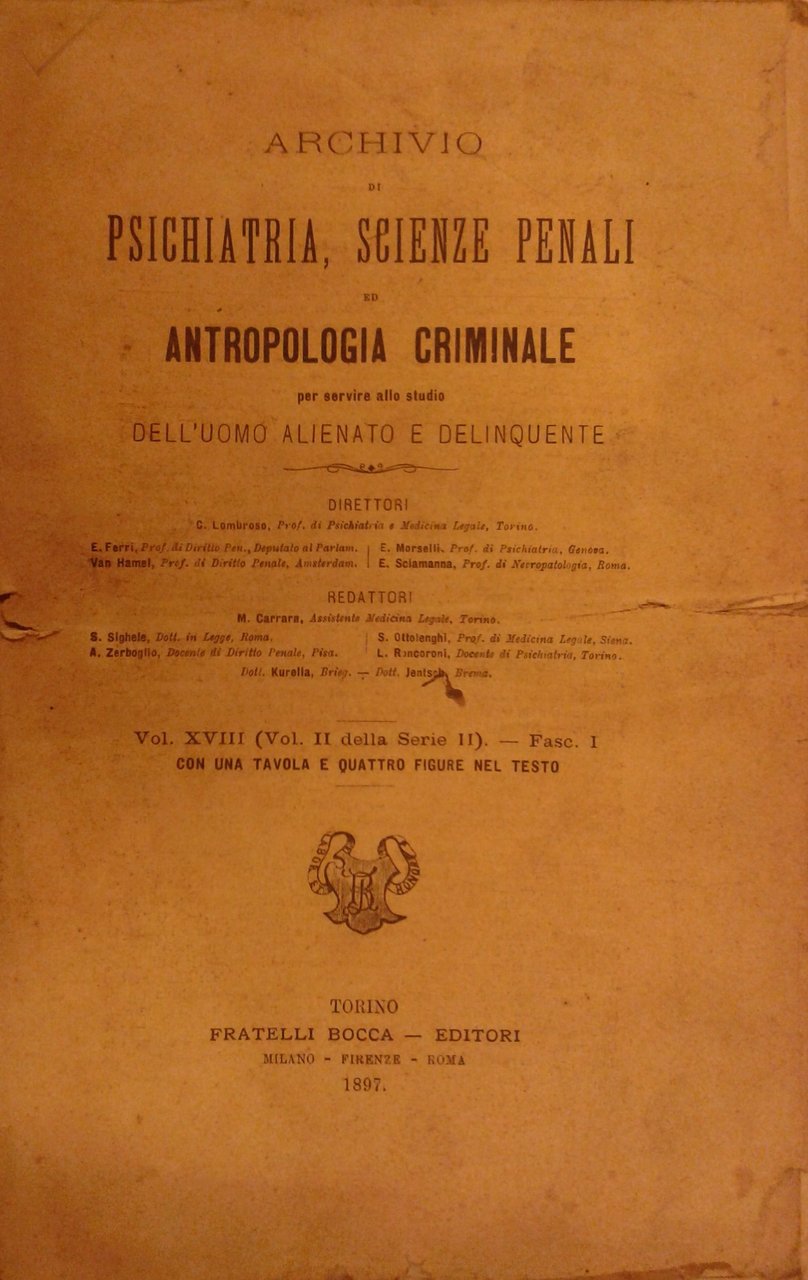 ARCHIVIO
DI
PSICHIATRIA, SCIENZE PENALI
ED
ANTROPOLOGIA CRIMINALE
per servire allo studio
DELL'UOMO ALIENATO E DELINQUENTE
DIRETTORI
C. Lombroso, Prof. di Psichiatria e Medicina Legale, Torino.
E. Ferri, Prof. di Diritto Pen., Deputato al Parlam.
Van Hamel, Prof. di Diritto Penale, Amsterdam.
E. Morselli, Prof. di Psichiatria, Genova.
E. Sciamanna, Prof. di Neuropatologia, Roma.
REDATTORI
M. Carrara, Assistente Medicina Legale, Torino.
S. Sighele, Dott. in Legge, Roma.
A. Zerboglio, Docente di Diritto Penale, Pisa.
S. Ottolenghi, Prof. di Medicina Legale, Siena.
L. Roncoroni, Docente di Psichiatria, Torino.
Dott. Kurella, Brieg. — Dott. Jentsch, Brema.
Vol. XVIII (Vol. II della Serie II). — Fasc. I
CON UNA TAVOLA E QUATTRO FIGURE NEL TESTO
TORINO
FRATELLI BOCCA — EDITORI
MILANO - FIRENZE - ROMA
1897.